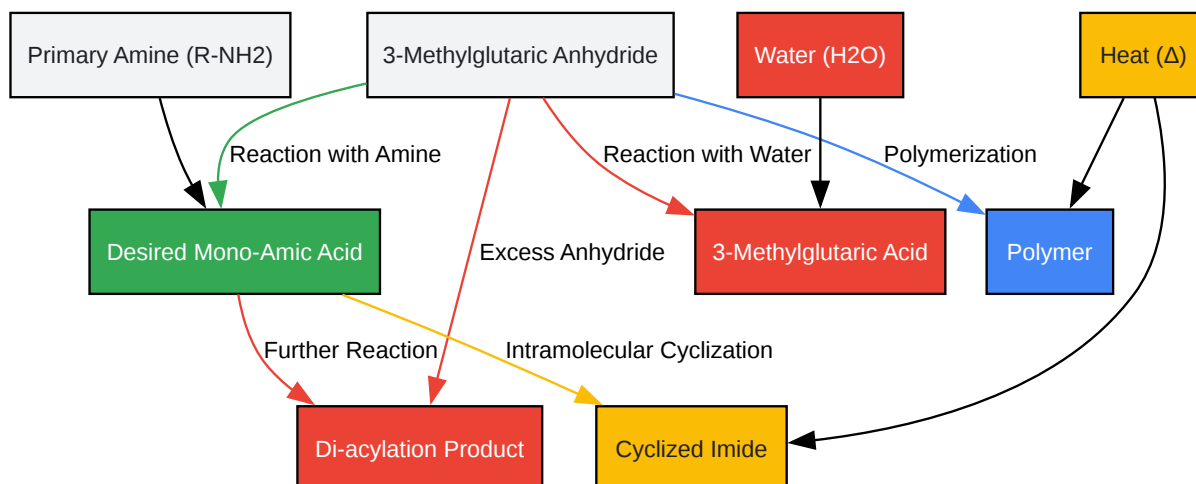 Primary Amine (R-NH2)
3-Methylglutaric Anhydride
Water (H2O)
Heat (Δ)
Reaction with Amine
Reaction with Water
Polymerization
Desired Mono-Amic Acid
Excess Anhydride
3-Methylglutaric Acid
Polymer
Further Reaction
Intramolecular Cyclization
Di-acylation Product
Cyclized Imide